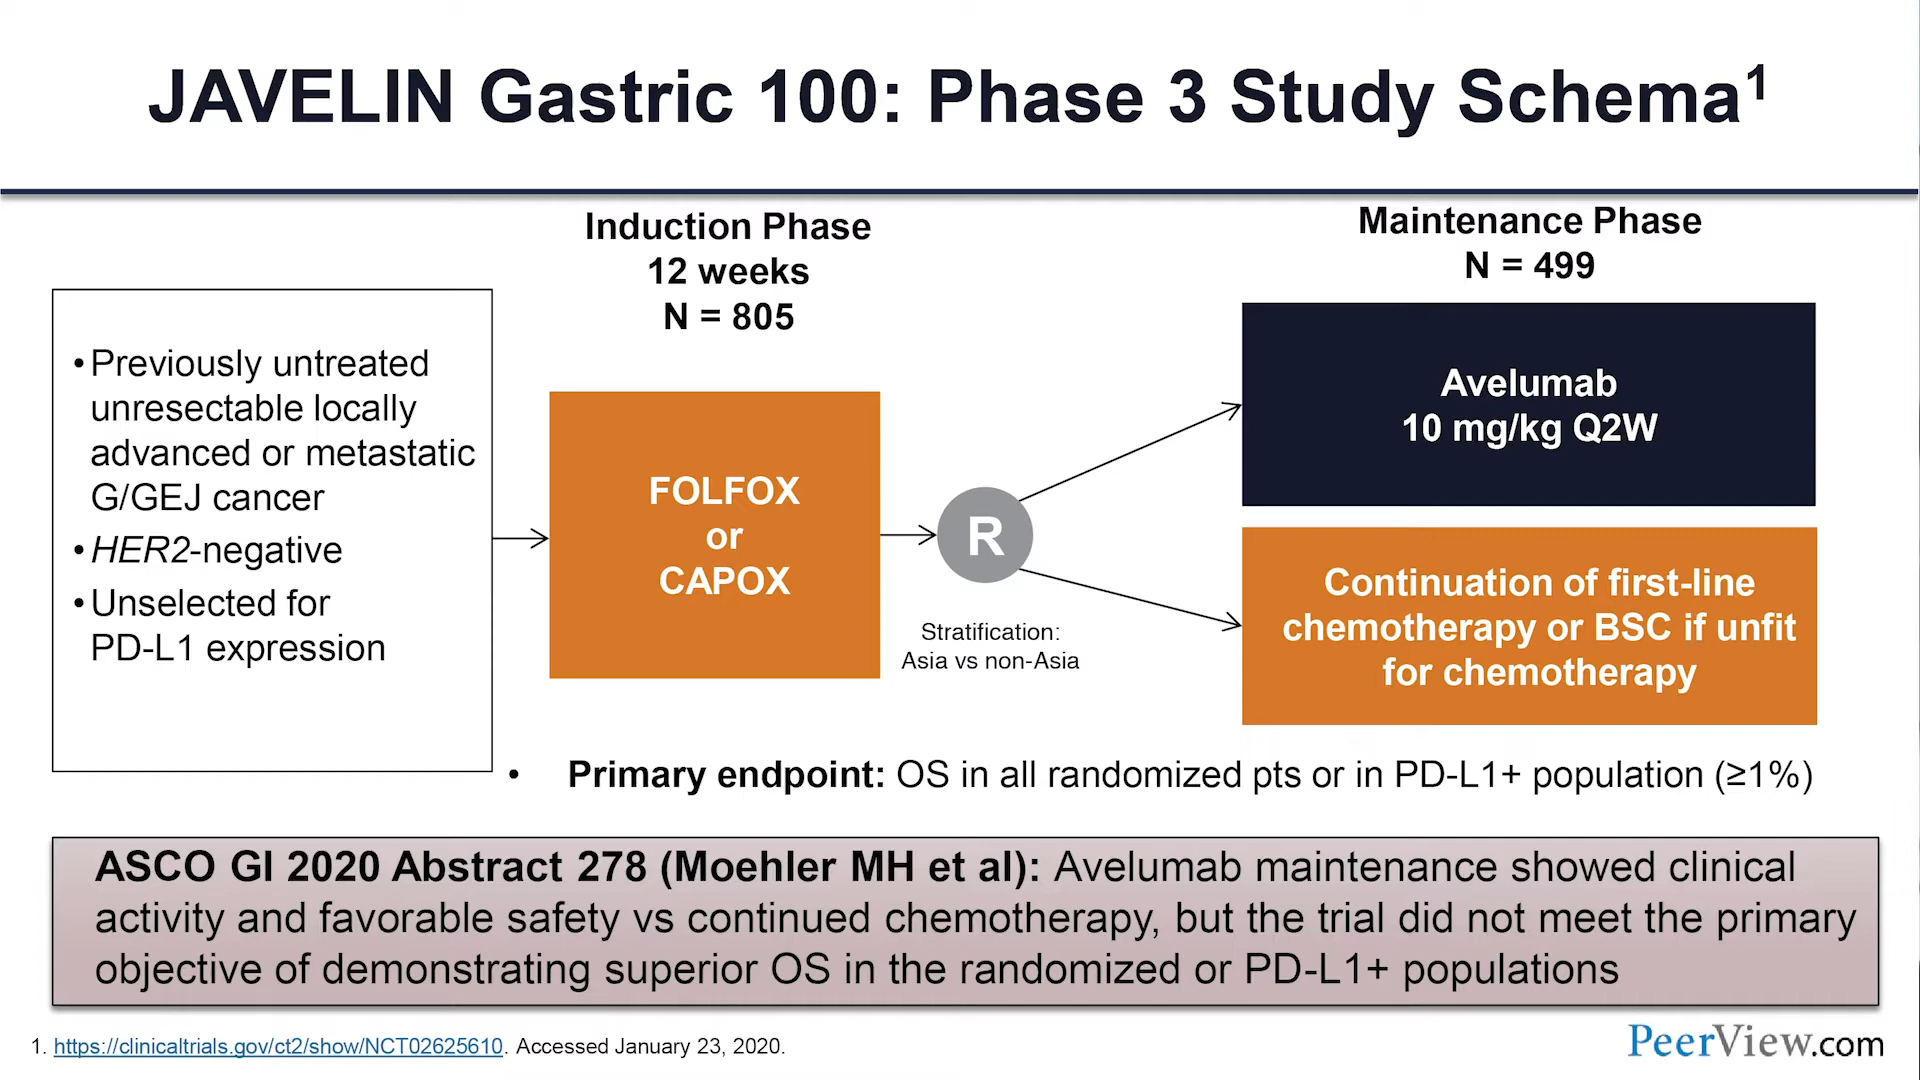 JAVELIN Gastric 100: Phase 3 Study Schema1
Induction Phase
12 weeks
N = 805
Maintenance Phase
N = 499
•Previously untreated
unresectable locally
advanced or metastatic
G/GEJ cancer
•HER2-negative
•Unselected for
PD-L1 expression
FOLFOX
or
CAPOX
R
Stratification:
Asia vs non-Asia
Avelumab
10 mg/kg Q2W
Continuation of first-line
chemotherapy or BSC if unfit
for chemotherapy
• Primary endpoint: OS in all randomized pts or in PD-L1+ population (≥1%)
ASCO GI 2020 Abstract 278 (Moehler MH et al): Avelumab maintenance showed clinical
activity and favorable safety vs continued chemotherapy, but the trial did not meet the primary
objective of demonstrating superior OS in the randomized or PD-L1+ populations
1. https://clinicaltrials.gov/ct2/show/NCT02625610. Accessed January 23, 2020.
PeerView.com